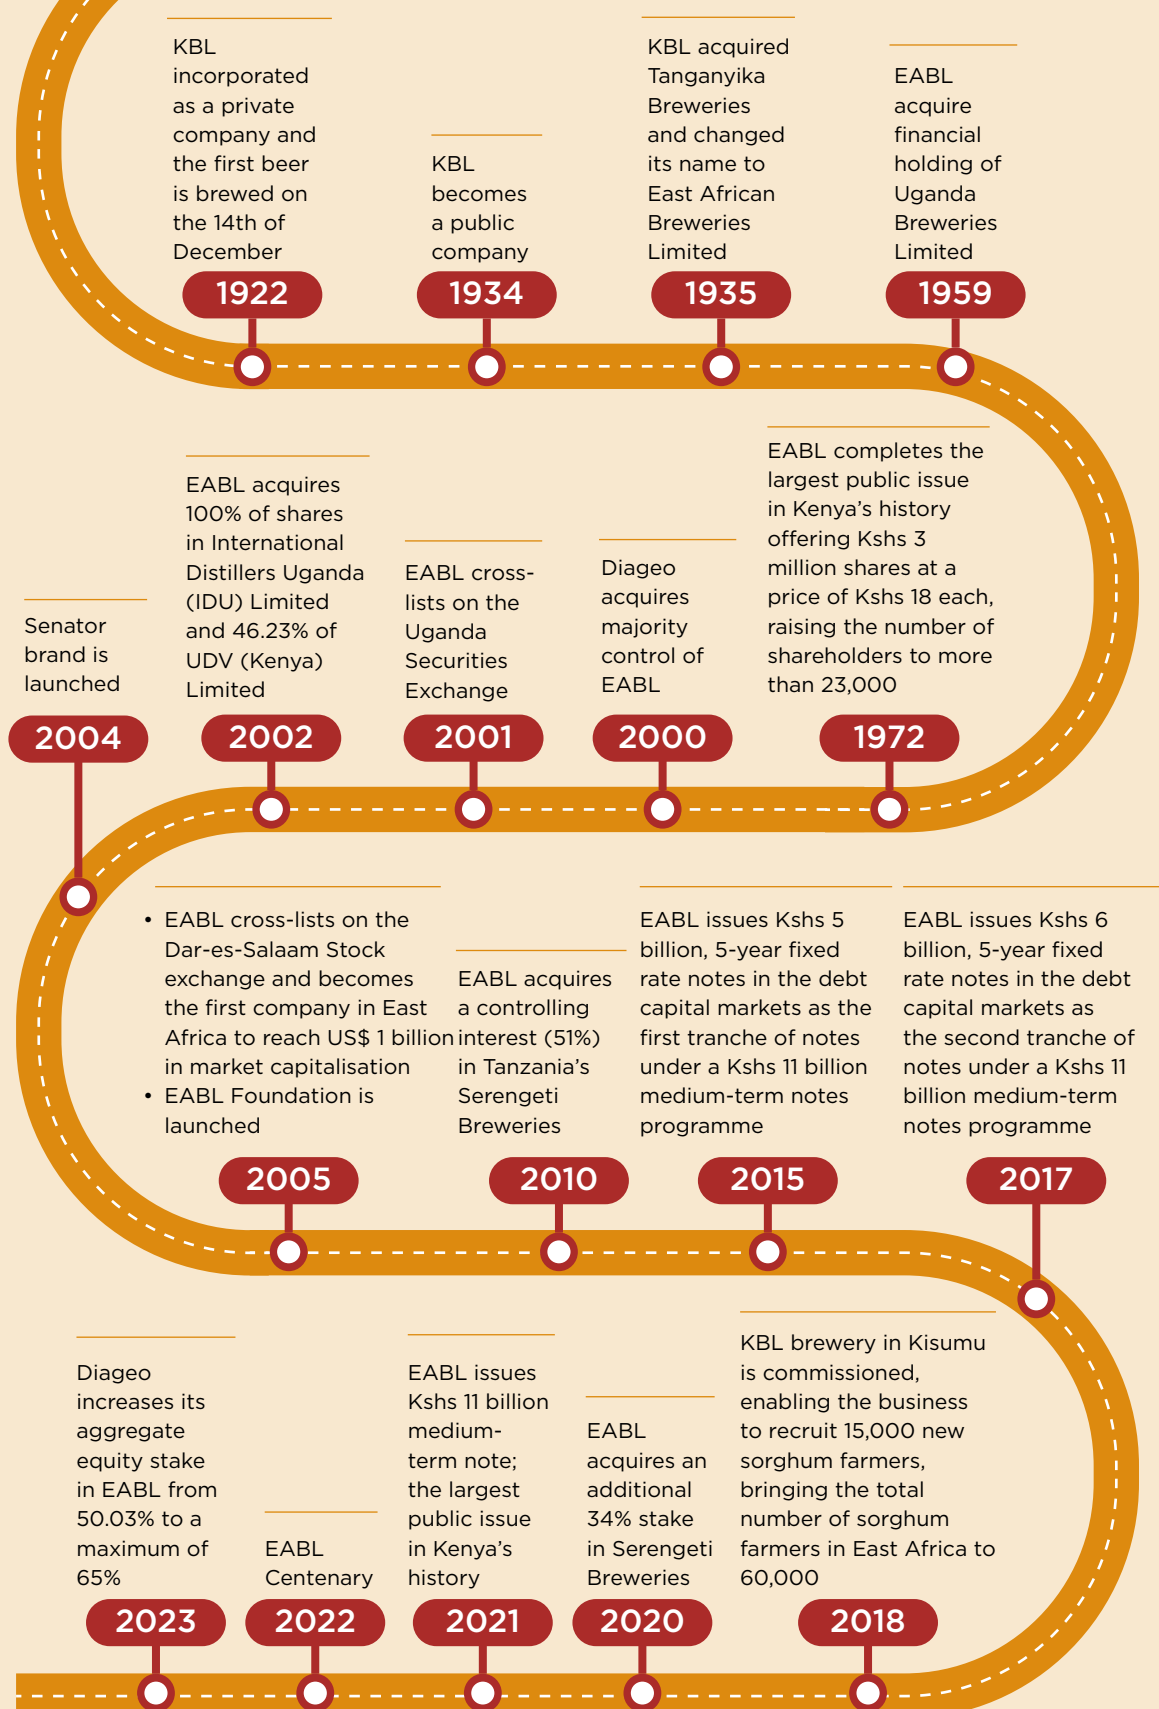 KBL
incorporated
as a private
company and
the first beer
is brewed on
the 14th of
December
1922
KBL
becomes
a public
company
1934
KBL acquired
Tanganyika
Breweries
and changed
its name to
East African
Breweries
Limited
1935
EABL
acquire
financial
holding of
Uganda
Breweries
Limited
1959
EABL completes the
largest public issue
in Kenya’s history
offering Kshs 3
million shares at a
price of Kshs 18 each,
raising the number of
shareholders to more
than 23,000
1972
Diageo
acquires
majority
control of
EABL
2000
EABL cross-
lists on the
Uganda
Securities
Exchange
2001
EABL acquires
100% of shares
in International
Distillers Uganda
(IDU) Limited
and 46.23% of
UDV (Kenya)
Limited
2002
Senator
brand is
launched
2004
• EABL cross-lists on the
Dar-es-Salaam Stock
exchange and becomes
the first company in East
Africa to reach US$ 1 billion
in market capitalisation
• EABL Foundation is
launched
2005
EABL acquires
a controlling
interest (51%)
in Tanzania’s
Serengeti
Breweries
2010
EABL issues Kshs 5
billion, 5-year fixed
rate notes in the debt
capital markets as the
first tranche of notes
under a Kshs 11 billion
medium-term notes
programme
2015
EABL issues Kshs 6
billion, 5-year fixed
rate notes in the debt
capital markets as
the second tranche of
notes under a Kshs 11
billion medium-term
notes programme
2017
KBL brewery in Kisumu
is commissioned,
enabling the business
to recruit 15,000 new
sorghum farmers,
bringing the total
number of sorghum
farmers in East Africa to
60,000
2018
EABL
acquires an
additional
34% stake
in Serengeti
Breweries
2020
EABL issues
Kshs 11 billion
medium-
term note;
the largest
public issue
in Kenya’s
history
2021
EABL
Centenary
2022
Diageo
increases its
aggregate
equity stake
in EABL from
50.03% to a
maximum of
65%
2023